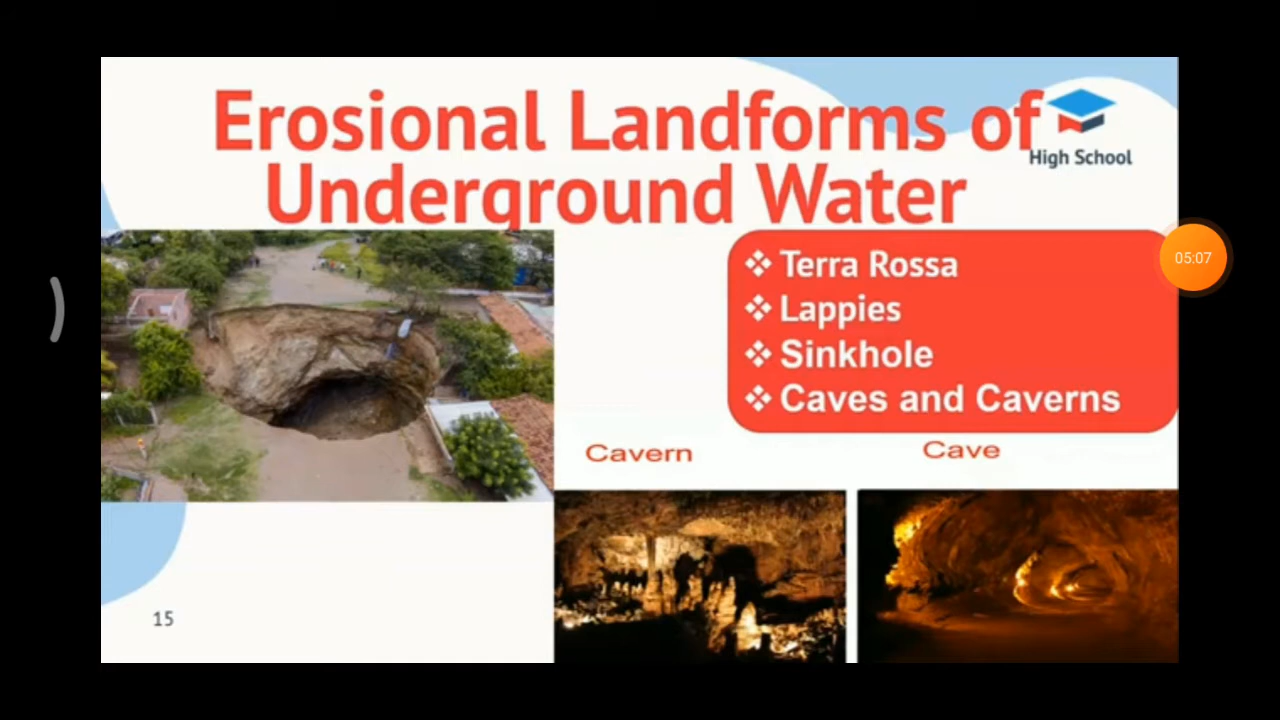 Erosional Landforms of
Underground Water
High School
❖ Terra Rossa
❖ Lappies
❖ Sinkhole
❖ Caves and Caverns
05:07
Cavern
Cave
15